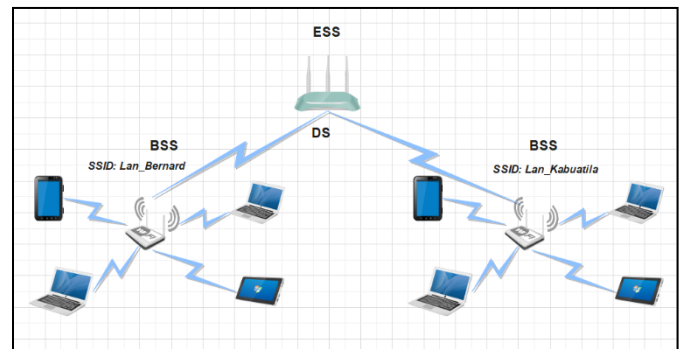 ESS
DS
BSS
SSID: Lan_Bernard
BSS
SSID: Lan_Kabuatila